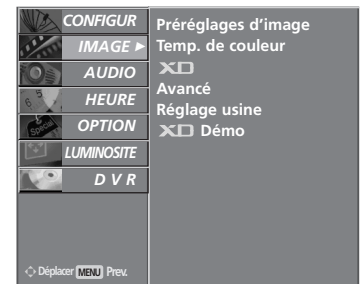 CONFIGUR
IMAGE ►
AUDIO
HEURE
OPTION
LUMINOSITE
D V R
Préréglages d'image
Temp. de couleur
XD
Avancé
Réglage usine
XD Démo
Déplacer MENU Prev.
Special